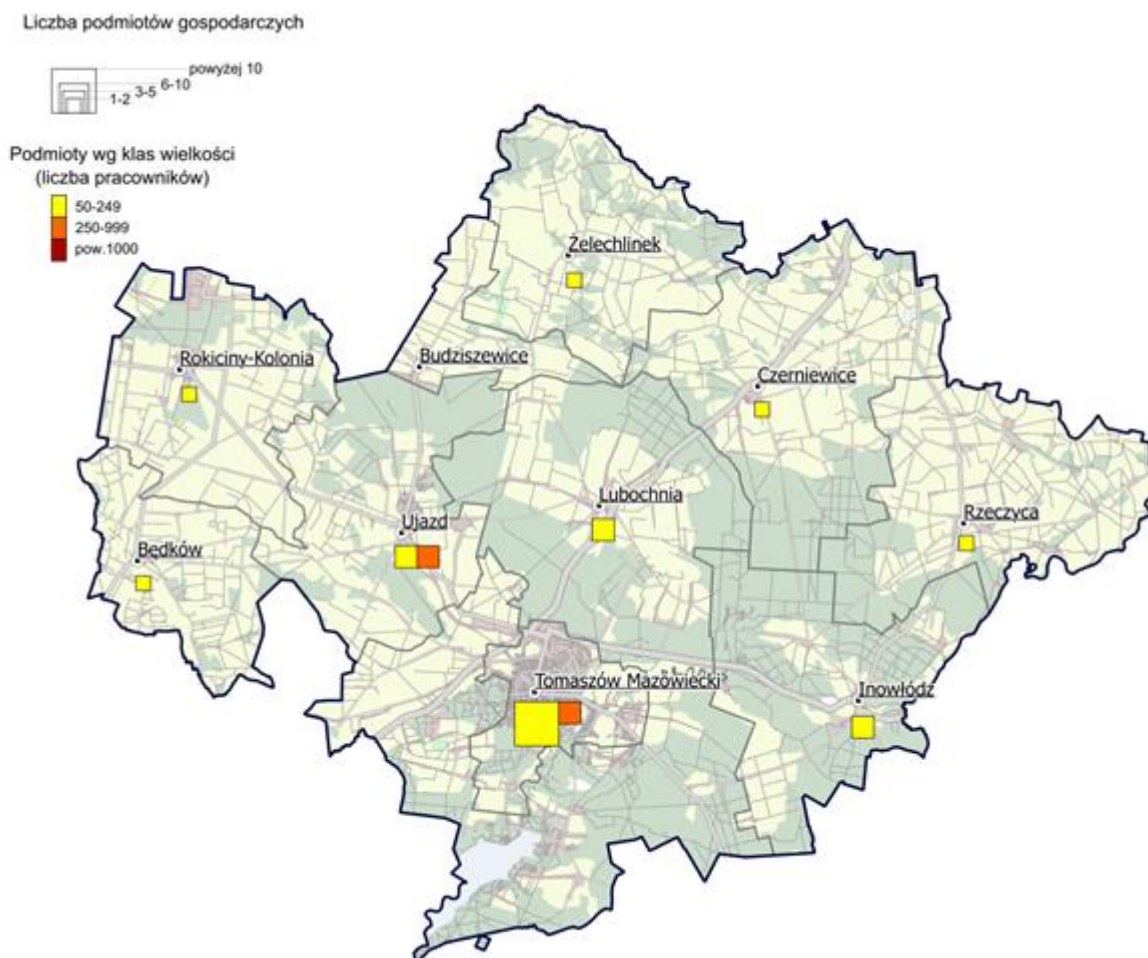 Liczba podmiotów gospodarczych
powyżej 10
6-10
3-5
1-2
Podmioty wg klas wielkości
(liczba pracowników)
50-249
250-999
pow.1000
Żelechlinek
Rokiciny-Kolonia
Budziszewice
Czerniewice
Lubochnia
Rzeczyca
Ujazd
Będków
Tomaszów Mazowiecki
Inowłódz